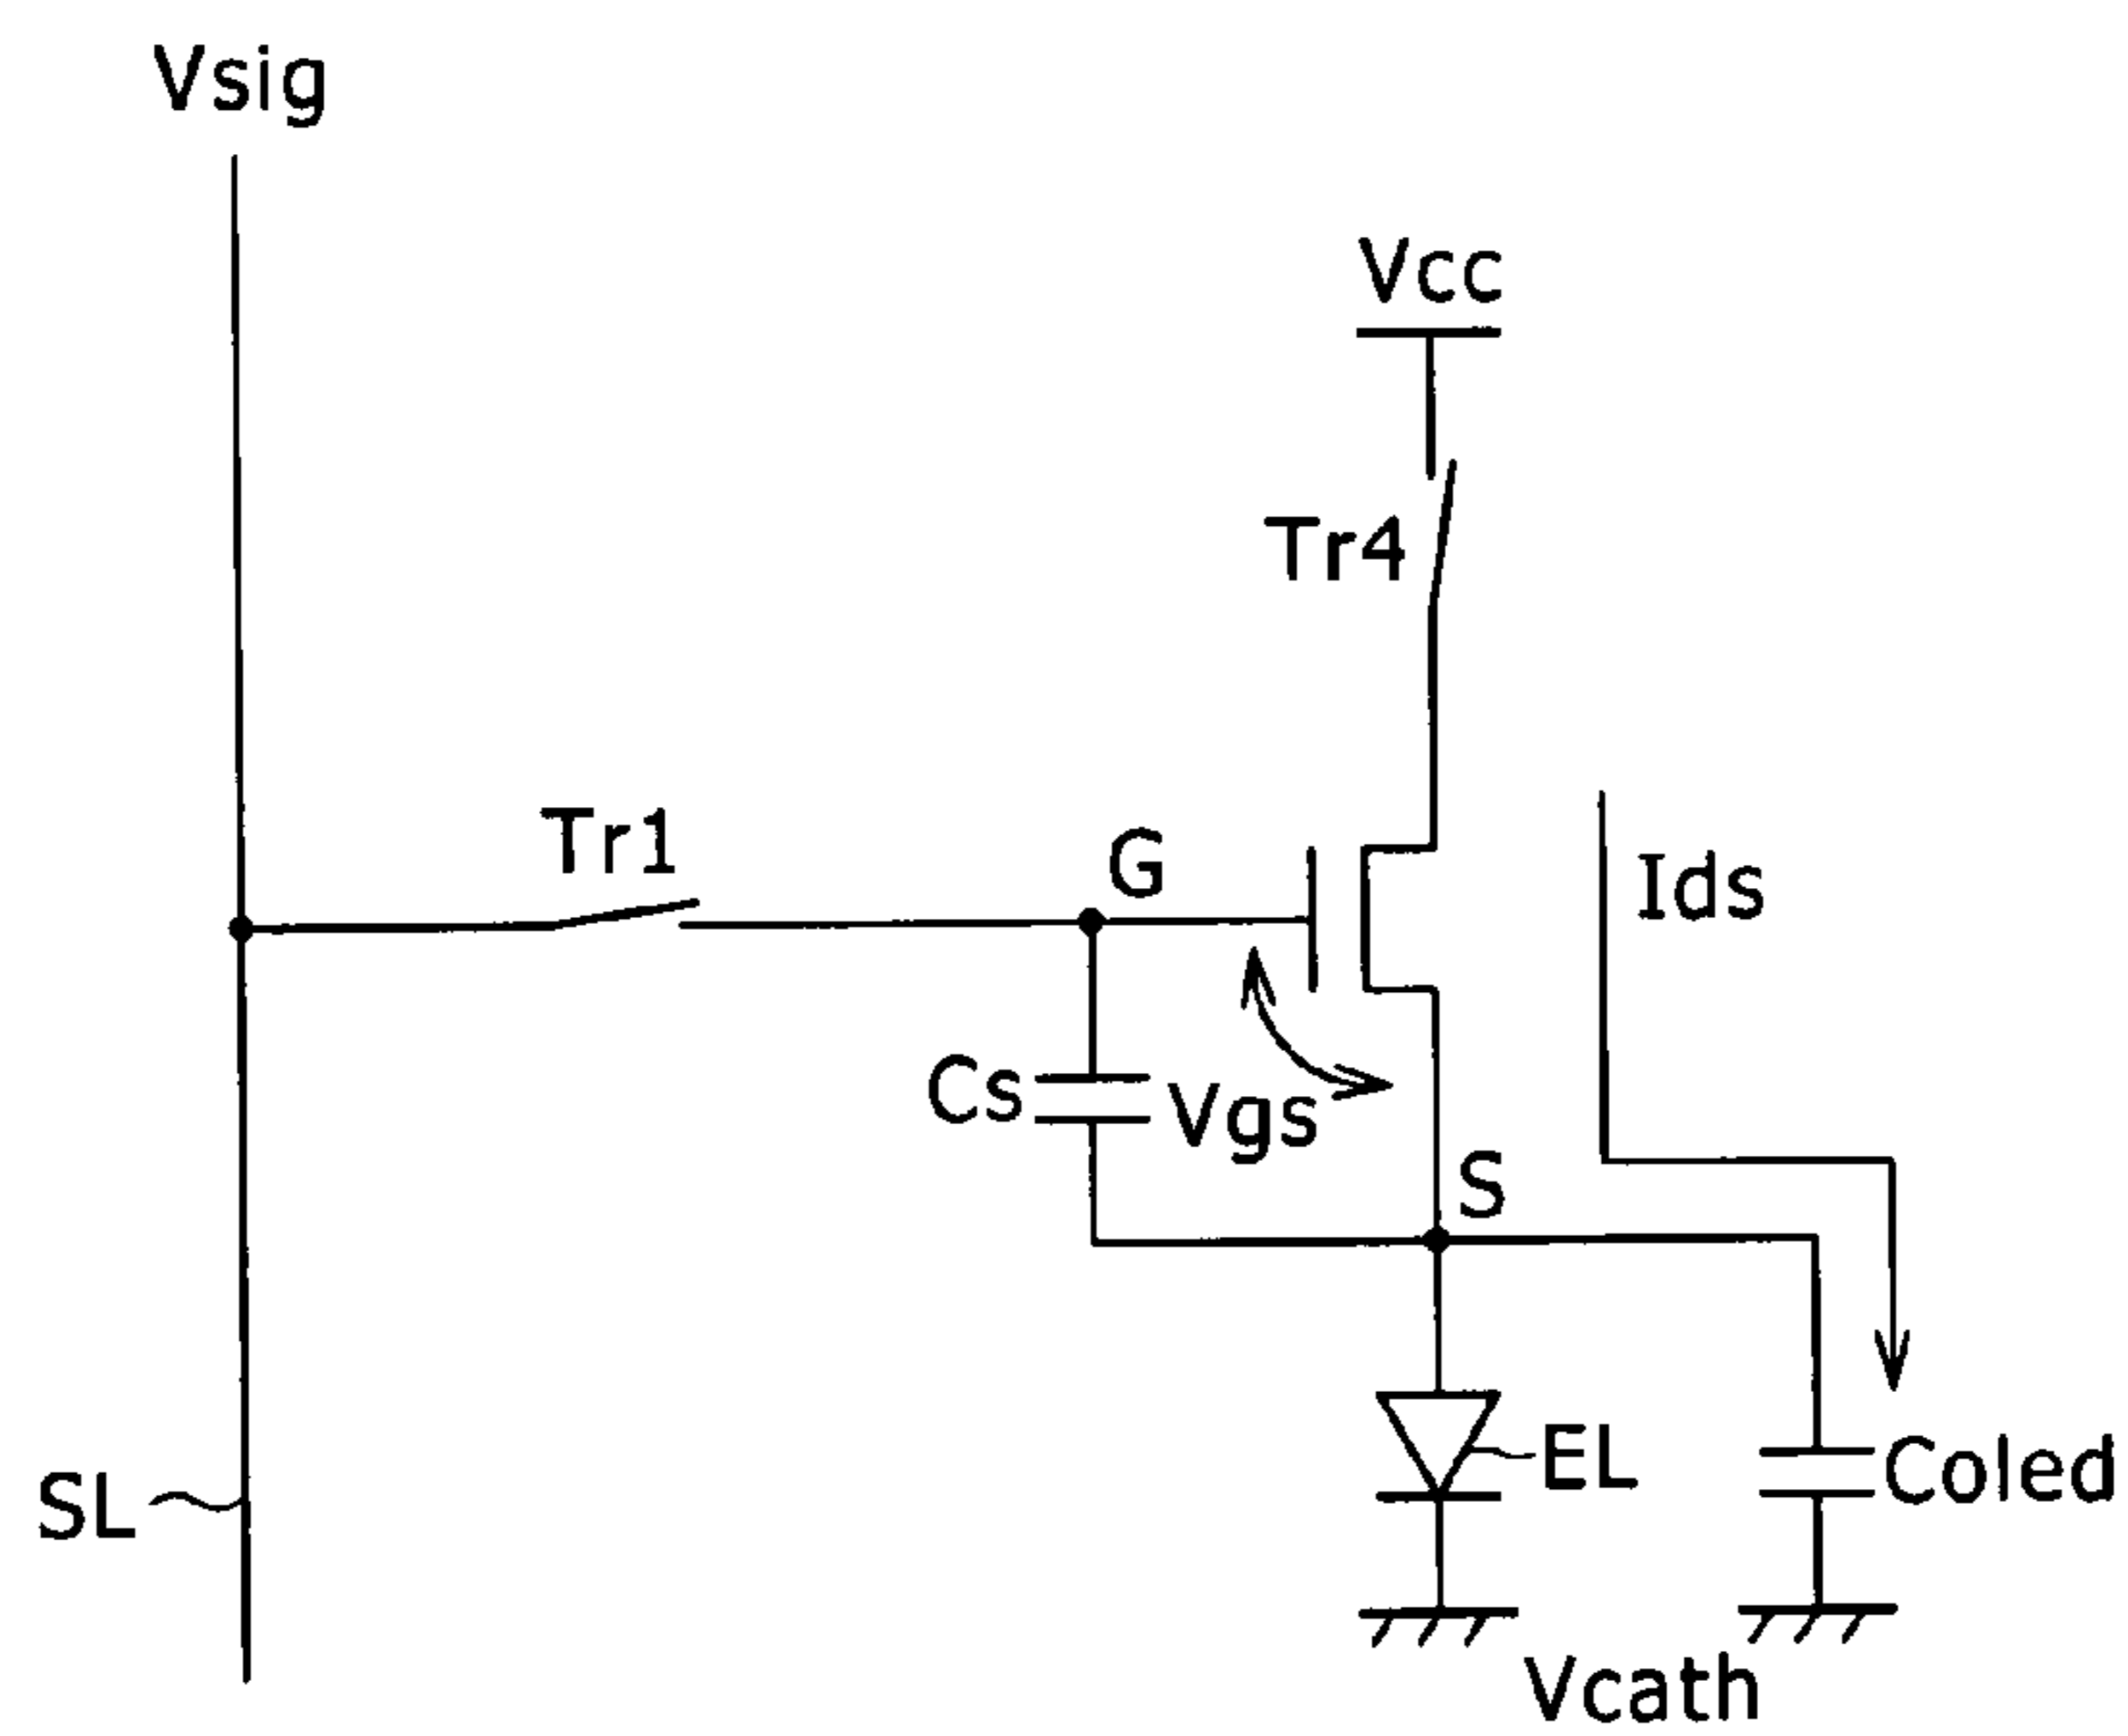 Vsig
Vcc
Tr4
Tr1
G
Ids
Cs
Vgs
S
EL
Coled
SL
Vcath